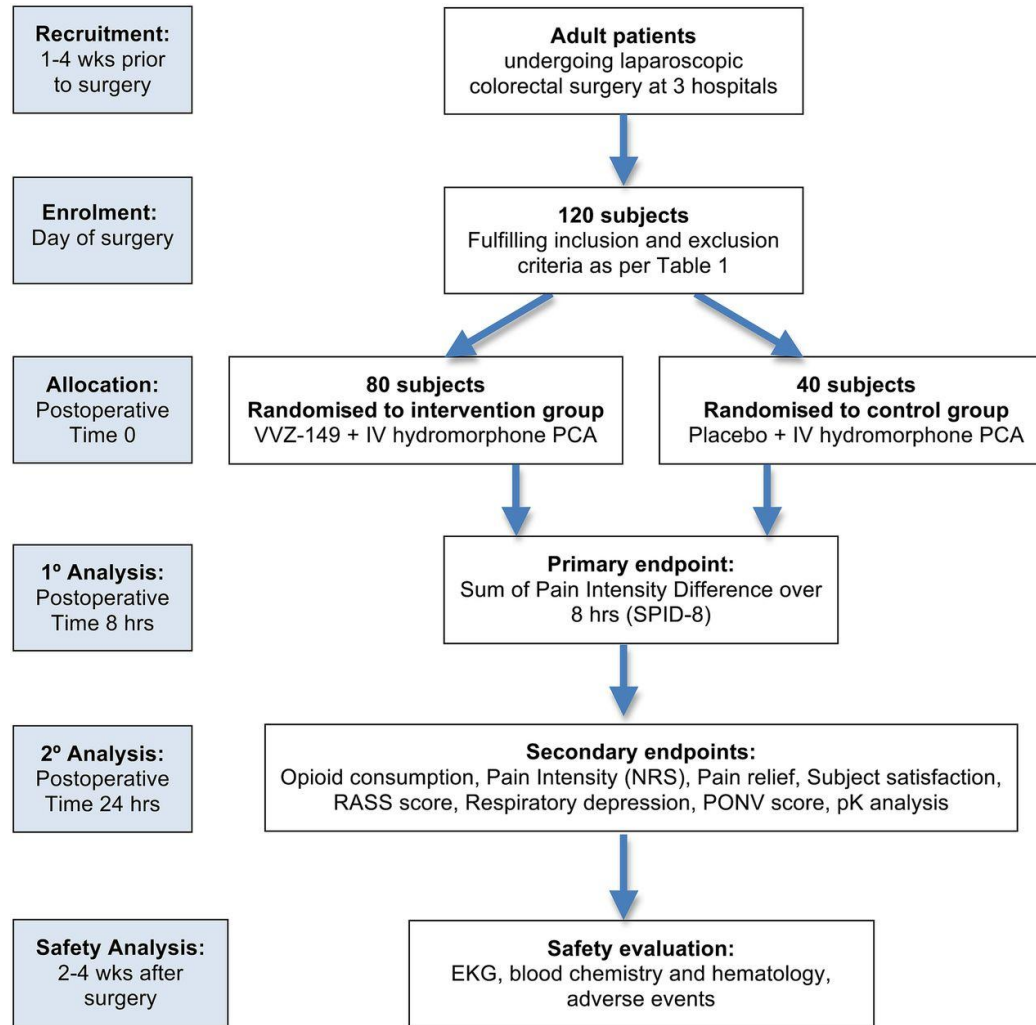 Recruitment:
1-4 wks prior
to surgery
Adult patients
undergoing laparoscopic
colorectal surgery at 3 hospitals
Enrolment:
Day of surgery
120 subjects
Fulfilling inclusion and exclusion
criteria as per Table 1
Allocation:
Postoperative
Time 0
80 subjects
Randomised to intervention group
VVZ-149 + IV hydromorphone PCA
40 subjects
Randomised to control group
Placebo + IV hydromorphone PCA
1º Analysis:
Postoperative
Time 8 hrs
Primary endpoint:
Sum of Pain Intensity Difference over
8 hrs (SPID-8)
2º Analysis:
Postoperative
Time 24 hrs
Secondary endpoints:
Opioid consumption, Pain Intensity (NRS), Pain relief, Subject satisfaction,
RASS score, Respiratory depression, PONV score, pK analysis
Safety Analysis:
2-4 wks after
surgery
Safety evaluation:
EKG, blood chemistry and hematology,
adverse events